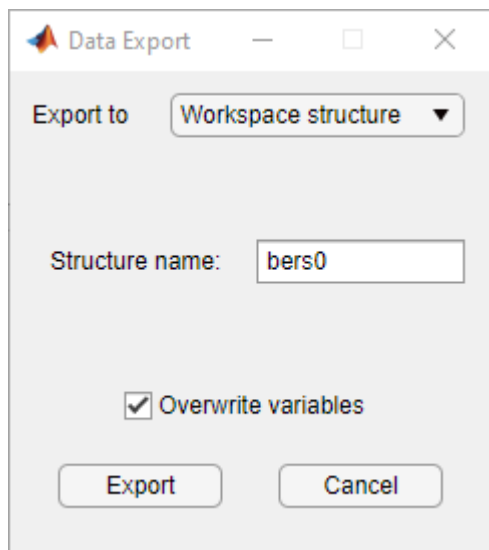 Data Export
Export to Workspace structure
Structure name: bers0
Overwrite variables
Export Cancel